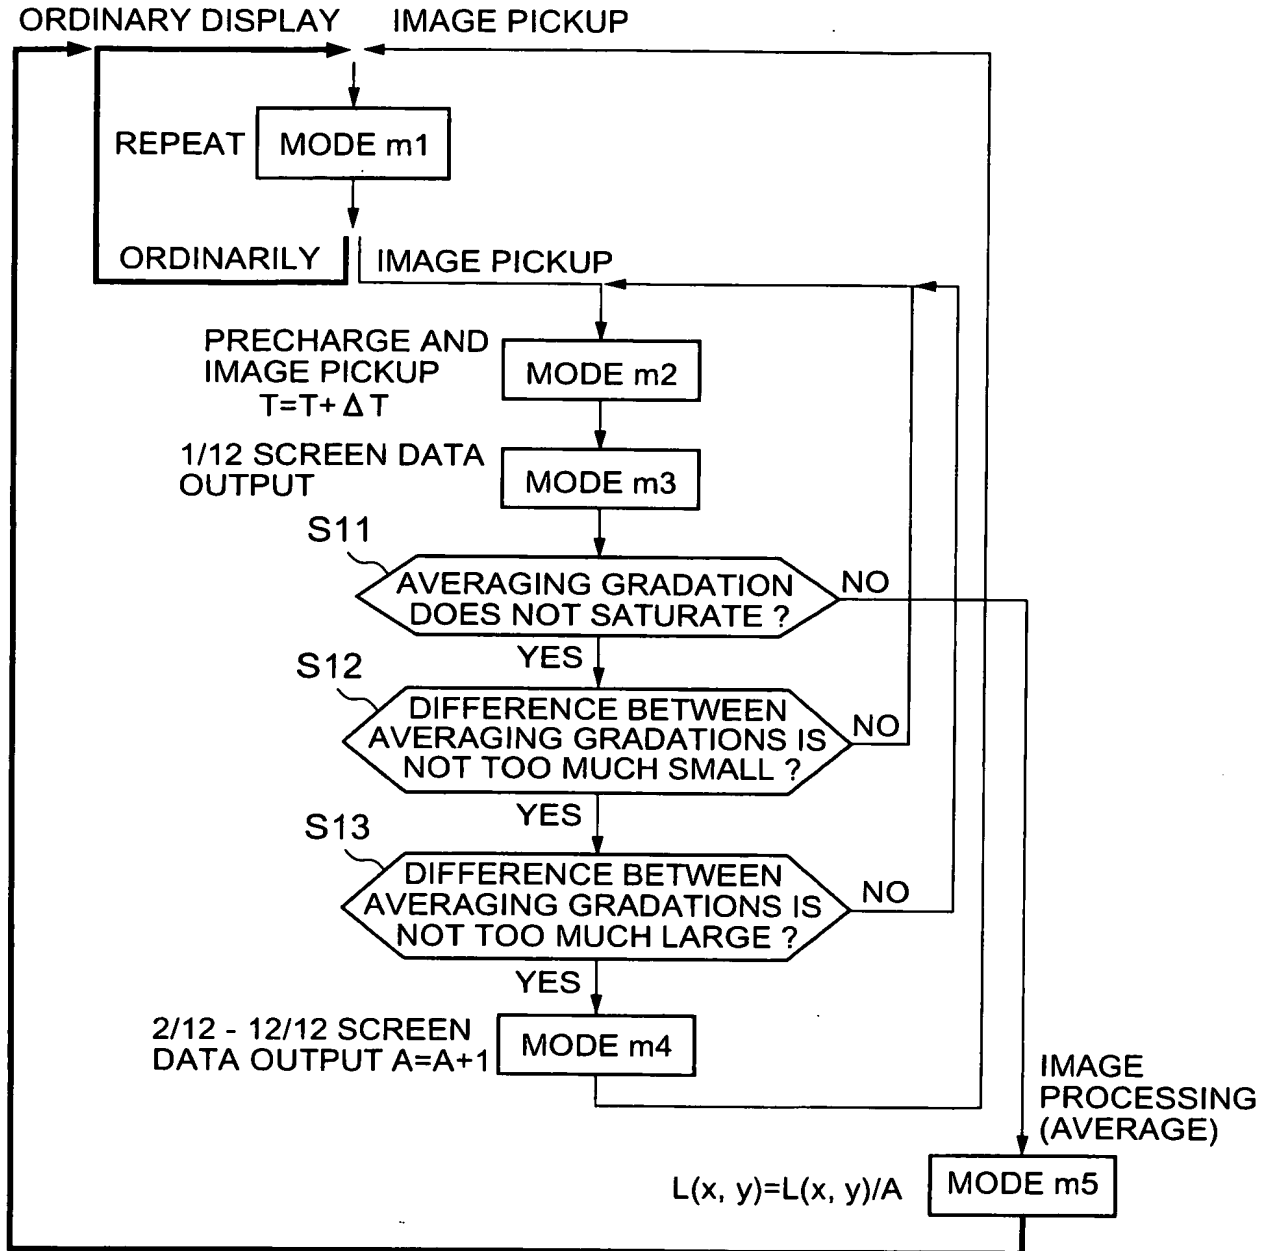 ORDINARY DISPLAY
IMAGE PICKUP
REPEAT
MODE m1
ORDINARILY
IMAGE PICKUP
PRECHARGE AND
IMAGE PICKUP
T=T+ΔT
MODE m2
1/12 SCREEN DATA
OUTPUT
MODE m3
S11
AVERAGING GRADATION
DOES NOT SATURATE ?
NO
YES
S12
DIFFERENCE BETWEEN
AVERAGING GRADATIONS IS
NOT TOO MUCH SMALL ?
NO
YES
S13
DIFFERENCE BETWEEN
AVERAGING GRADATIONS IS
NOT TOO MUCH LARGE ?
NO
YES
2/12 - 12/12 SCREEN
DATA OUTPUT A=A+1
MODE m4
IMAGE
PROCESSING
(AVERAGE)
L(x, y)=L(x, y)/A
MODE m5